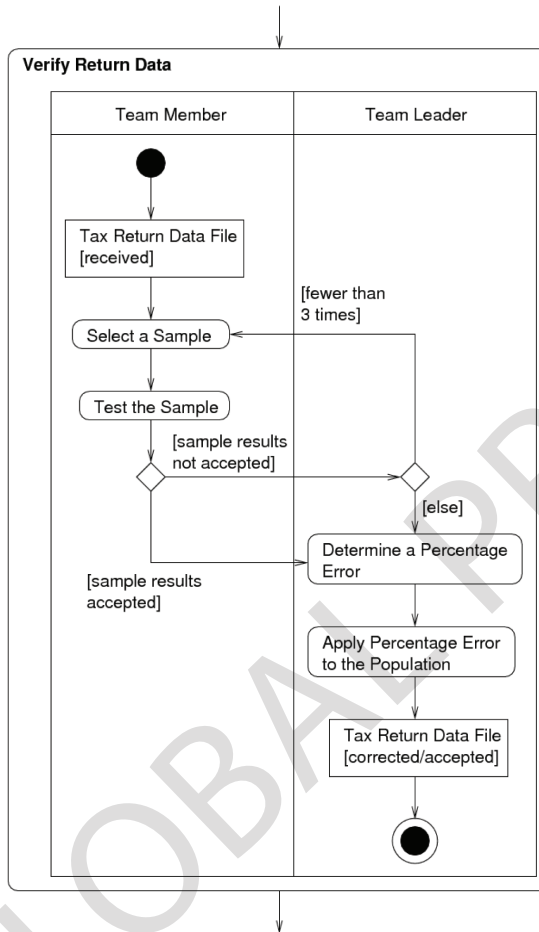 Verify Return Data
Team Member
Team Leader
Tax Return Data File
[received]
[fewer than
3 times]
Select a Sample
Test the Sample
[sample results
not accepted]
[else]
Determine a Percentage
Error
[sample results
accepted]
Apply Percentage Error
to the Population
Tax Return Data File
[corrected/accepted]